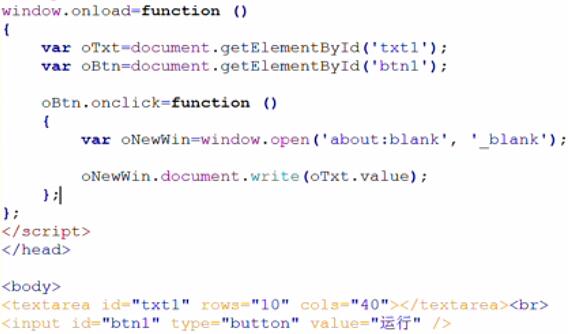 window.onload=function ()
{
var oTxt=document.getElementById('txt1');
var oBtn=document.getElementById('btn1');
oBtn.onclick=function ()
{
var oNewWin=window.open('about:blank', '_blank');
oNewWin.document.write(oTxt.value);
};
};
</script>
</head>
<body>
<textarea id="txt1" rows="10" cols="40"></textarea><br>
<input id="btn1" type="button" value="运行" />